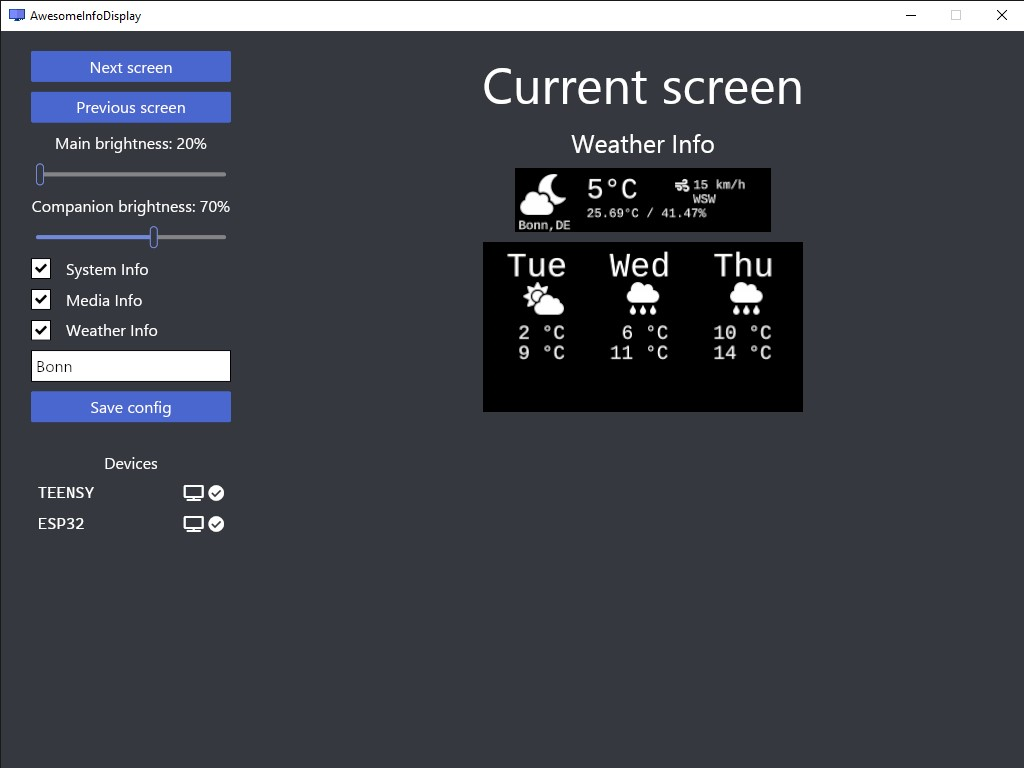 AwesomeInfoDisplay
Next screen
Previous screen
Main brightness: 20%
Companion brightness: 70%
System Info
Media Info
Weather Info
Bonn
Save config
Devices
TEENSY
ESP32
Current screen
Weather Info
5°C 15 km/h
WSW
25.69°C / 41.47%
Bonn,DE
Tue Wed Thu
2 °C 6 °C 10 °C
9 °C 11 °C 14 °C